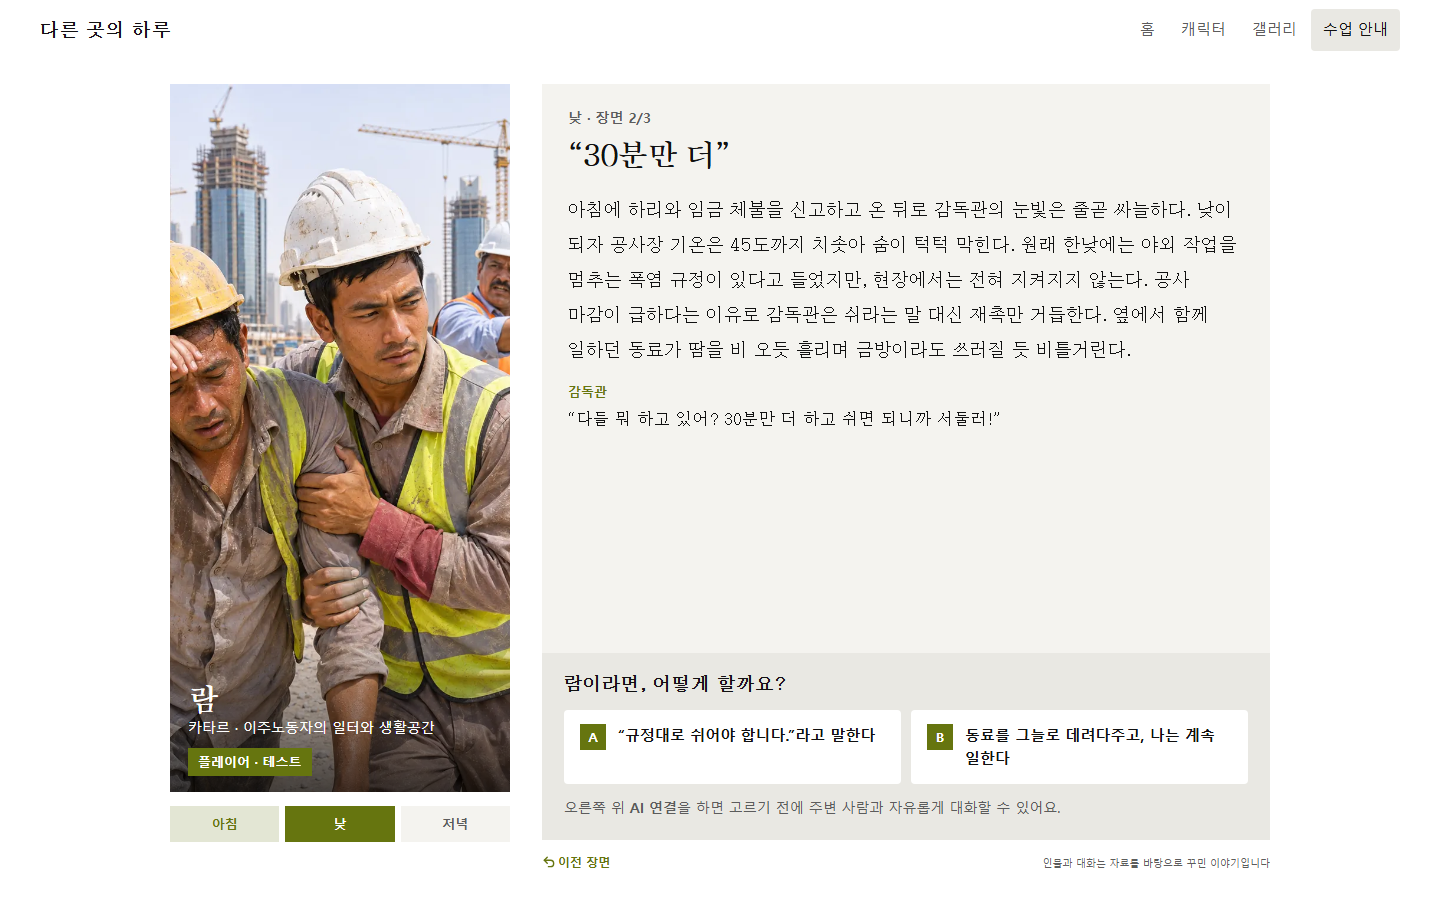 다른 곳의 하루
홈
캐릭터
갤러리
수업 안내
람
카타르 · 이주노동자의 일터와 생활공간
플레이어 · 테스트
아침
낮
저녁
낮 · 장면 2/3
“30분만 더”
아침에 하리와 임금 체불을 신고하고 온 뒤로 감독관의 눈빛은 줄곧 싸늘하다. 낮이
되자 공사장 기온은 45도까지 치솟아 숨이 턱턱 막힌다. 원래 한낮에는 야외 작업을
멈추는 폭염 규정이 있다고 들었지만, 현장에서는 전혀 지켜지지 않는다. 공사
마감이 급하다는 이유로 감독관은 쉬라는 말 대신 재촉만 거듭한다. 옆에서 함께
일하던 동료가 땀을 비 오듯 흘리며 금방이라도 쓰러질 듯 비틀거린다.
감독관
“다들 뭐 하고 있어? 30분만 더 하고 쉬면 되니까 서둘러!”
람이라면, 어떻게 할까요?
A
“규정대로 쉬어야 합니다.”라고 말한다
B
동료를 그늘로 데려다주고, 나는 계속
일한다
오른쪽 위 AI 연결을 하면 고르기 전에 주변 사람과 자유롭게 대화할 수 있어요.
이전 장면
인물과 대화는 자료를 바탕으로 꾸민 이야기입니다